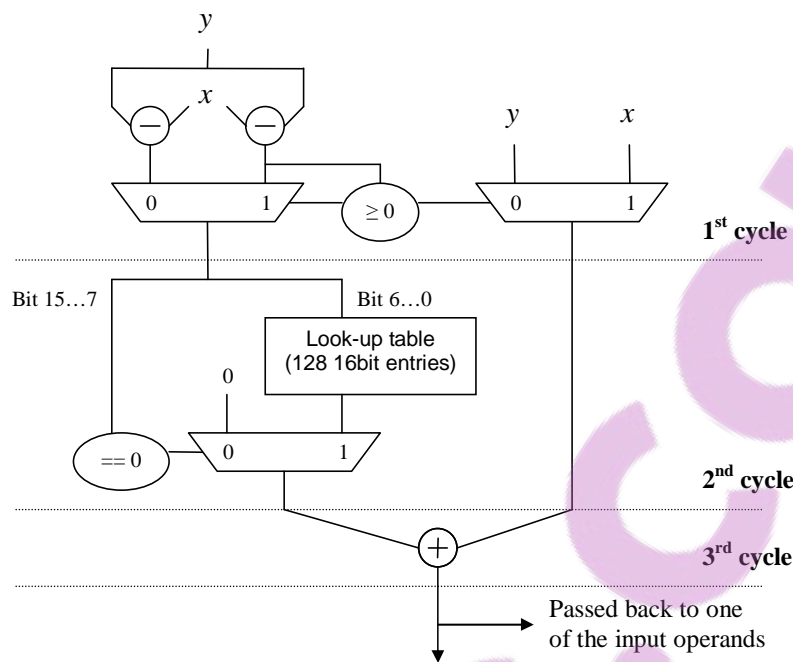 y
x
−
−
y
x
0
1
≥ 0
0
1
1st cycle
Bit 15…7
Bit 6…0
Look-up table
(128 16bit entries)
0
== 0
0
1
2nd cycle
+
3rd cycle
Passed back to one
of the input operands